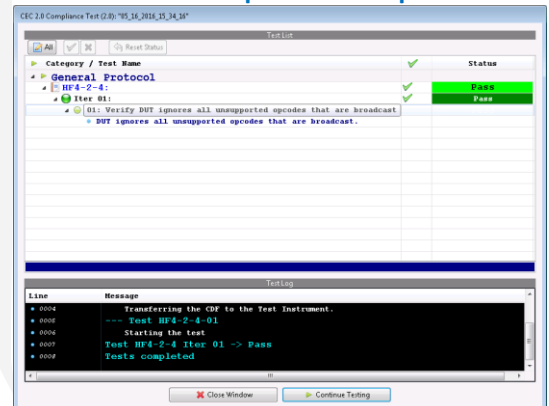 CEC 2.0 Compliance Test (2.0): "05_16_2016_15_34_16"
Test List
All Reset Status
Category / Test Name Status
General Protocol
HF4-2-4: Pass
Iter 01: Pass
01: Verify DUT ignores all unsupported opcodes that are broadcast
DUT ignores all unsupported opcodes that are broadcast.
Test Log
Line Message
0004 Transferring the CDF to the Test Instrument.
0005 --- Test HF4-2-4-01
0006 Starting the test
0007 Test HF4-2-4 Iter 01 -> Pass
0008 Tests completed
Close Window Continue Testing